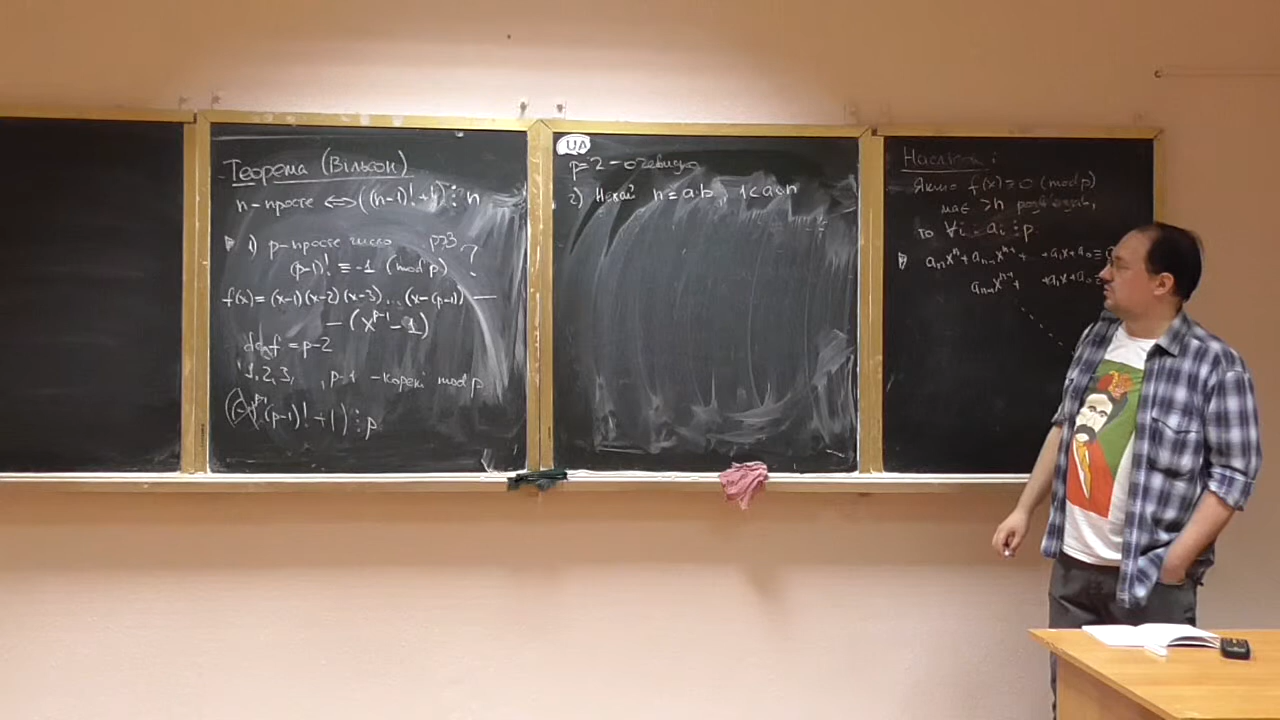 Теорема (Вільсон)
n-просте ⟺ ((n-1)! + 1) ⋮ n
1) p-просте число p≥3
(p-1)! ≡ -1 (mod p) ?
f(x) = (x-1)(x-2)(x-3)...(x-(p-1)) —
— (x^{p-1} - 1)
deg f = p-2
1, 2, 3, , p-1 - корені mod p
(p-1)! + 1) ⋮ p
UA
p=2 - очевидно
2) Нехай n = a·b, 1<a<n
Наслідок:
Якщо f(x) ≡ 0 (mod p)
має >n розв'язків,
то ∀i: a_i ⋮ p
a_n x^n + a_{n-1} x^{n-1} + + a_1 x + a_0 ≡ 0
a_{n-1} x^{n-1} + + a_1 x + a_0 ≡